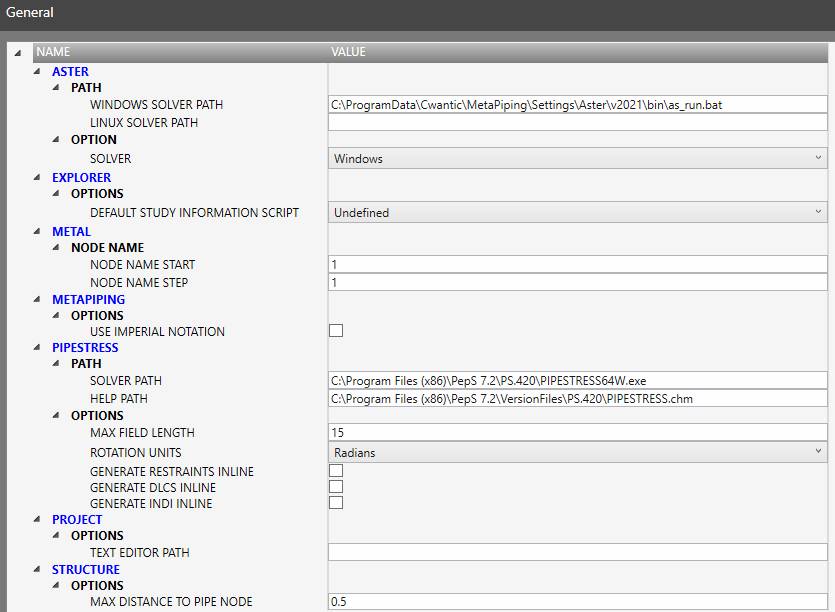 General
NAME VALUE
ASTER
PATH
WINDOWS SOLVER PATH C:\ProgramData\Cwantic\MetaPiping\Settings\Aster\v2021\bin\as_run.bat
LINUX SOLVER PATH
OPTION
SOLVER Windows
EXPLORER
OPTIONS
DEFAULT STUDY INFORMATION SCRIPT Undefined
METAL
NODE NAME
NODE NAME START 1
NODE NAME STEP 1
METAPIPING
OPTIONS
USE IMPERIAL NOTATION
PIPESTRESS
PATH
SOLVER PATH C:\Program Files (x86)\PepS 7.2\PS.420\PIPESTRESS64W.exe
HELP PATH C:\Program Files (x86)\PepS 7.2\VersionFiles\PS.420\PIPESTRESS.chm
OPTIONS
MAX FIELD LENGTH 15
ROTATION UNITS Radians
GENERATE RESTRAINTS INLINE
GENERATE DLCS INLINE
GENERATE INDI INLINE
PROJECT
OPTIONS
TEXT EDITOR PATH
STRUCTURE
OPTIONS
MAX DISTANCE TO PIPE NODE 0.5